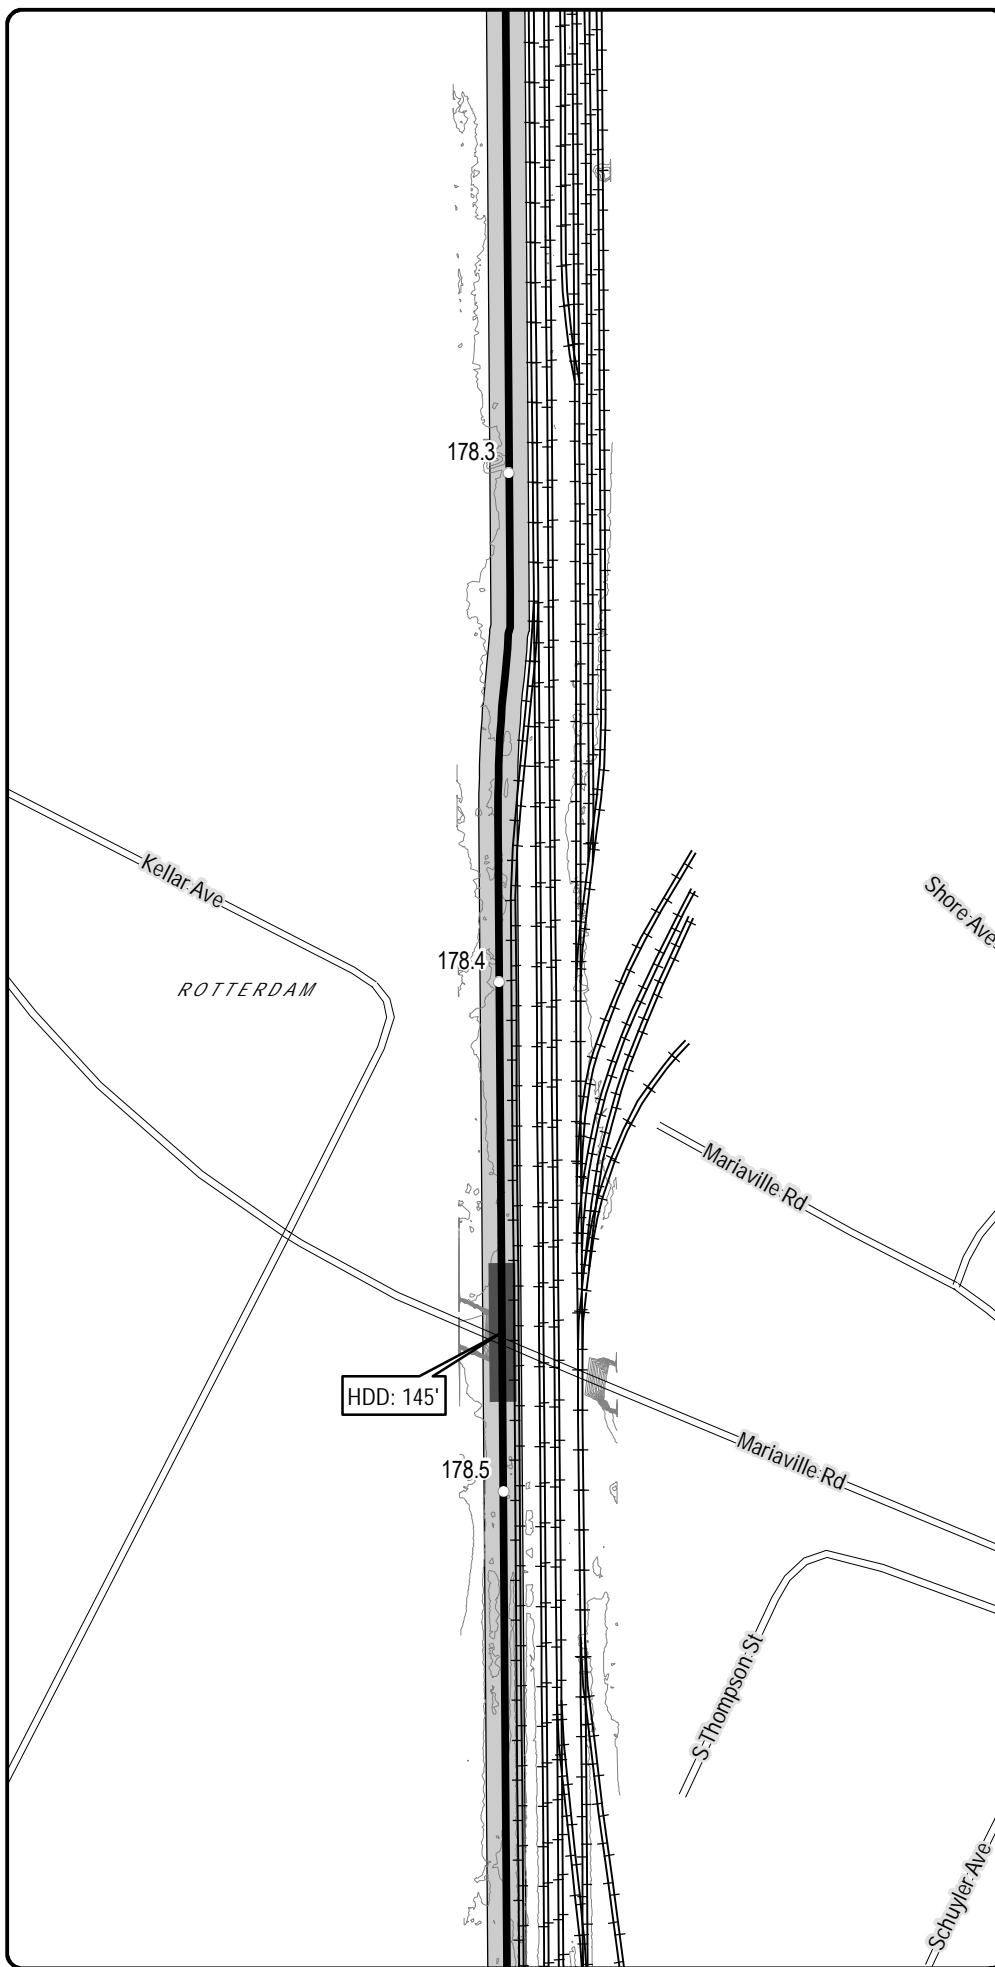 178.3
Kellar Ave
Shore Ave
178.4
ROTTERDAM
Mariaville Rd
HDD: 145'
Mariaville Rd
178.5
S Thompson St
Schuyler Ave